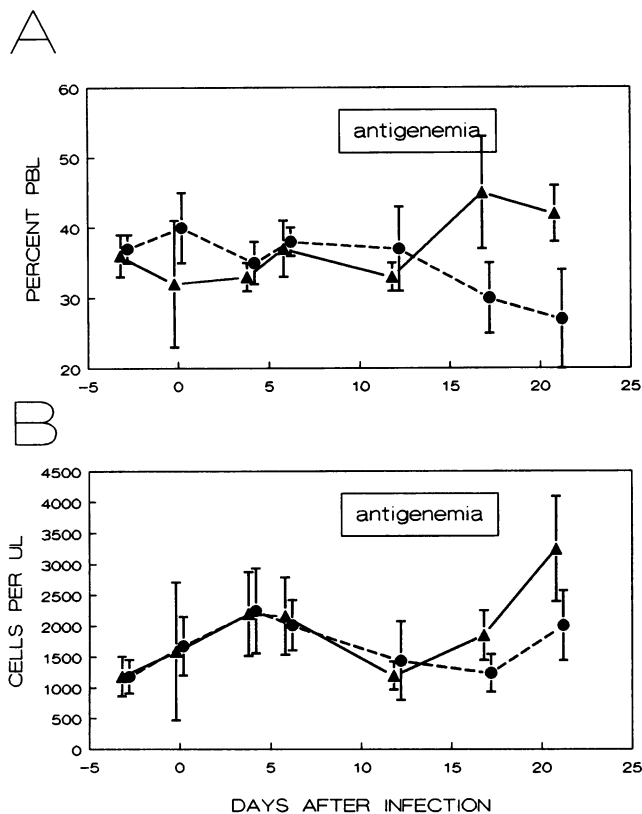 A
60
50
40
30
20
PERCENT PBL
antigenemia
-5 0 5 10 15 20 25
B
4500
4000
3500
3000
2500
2000
1500
1000
500
0
CELLS PER UL
antigenemia
-5 0 5 10 15 20 25
DAYS AFTER INFECTION